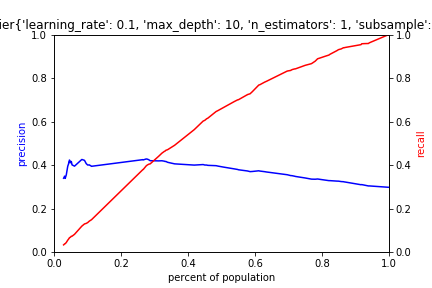 ier{'learning_rate': 0.1, 'max_depth': 10, 'n_estimators': 1, 'subsample':
1.0 1.0
0.8 0.8
0.6 0.6
precision recall
0.4 0.4
0.2 0.2
0.0 0.0
0.0 0.2 0.4 0.6 0.8 1.0
percent of population